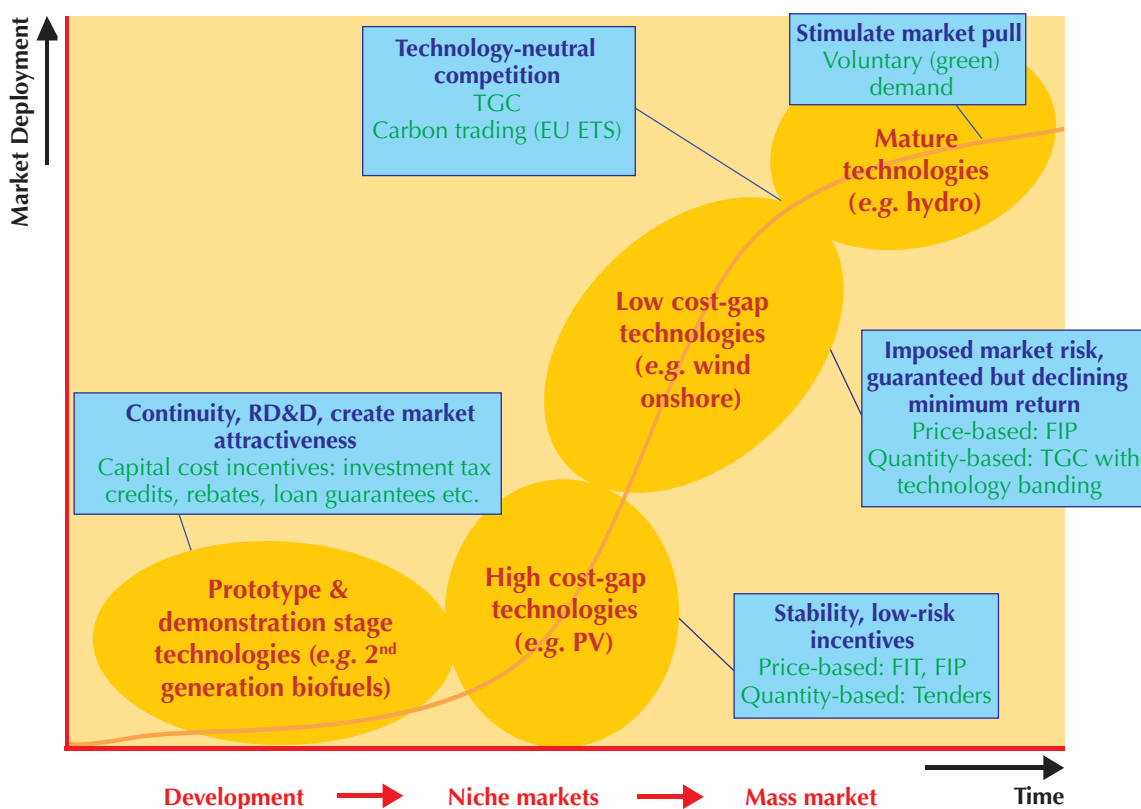 Market Deployment
Technology-neutral
competition
TGC
Carbon trading (EU ETS)
Stimulate market pull
Voluntary (green)
demand
Mature
technologies
(e.g. hydro)
Low cost-gap
technologies
(e.g. wind
onshore)
Imposed market risk,
guaranteed but declining
minimum return
Price-based: FIP
Quantity-based: TGC with
technology banding
Continuity, RD&D, create market
attractiveness
Capital cost incentives: investment tax
credits, rebates, loan guarantees etc.
Prototype &
demonstration stage
technologies (e.g. 2nd
generation biofuels)
High cost-gap
technologies
(e.g. PV)
Stability, low-risk
incentives
Price-based: FIT, FIP
Quantity-based: Tenders
Development
Niche markets
Mass market
Time